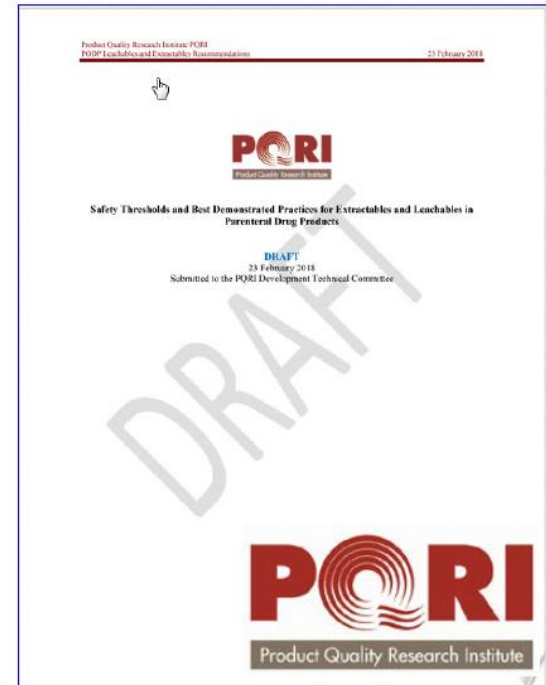 Product Quality Research Institute PQRI
PODP Leachables and Extractables Recommendations 23 February 2018
PQRI
Product Quality Research Institute
Safety Thresholds and Best Demonstrated Practices for Extractables and Leachables in
Parenteral Drug Products
DRAFT
23 February 2018
Submitted to the PQRI Development Technical Committee
DRAFT
PQRI
Product Quality Research Institute